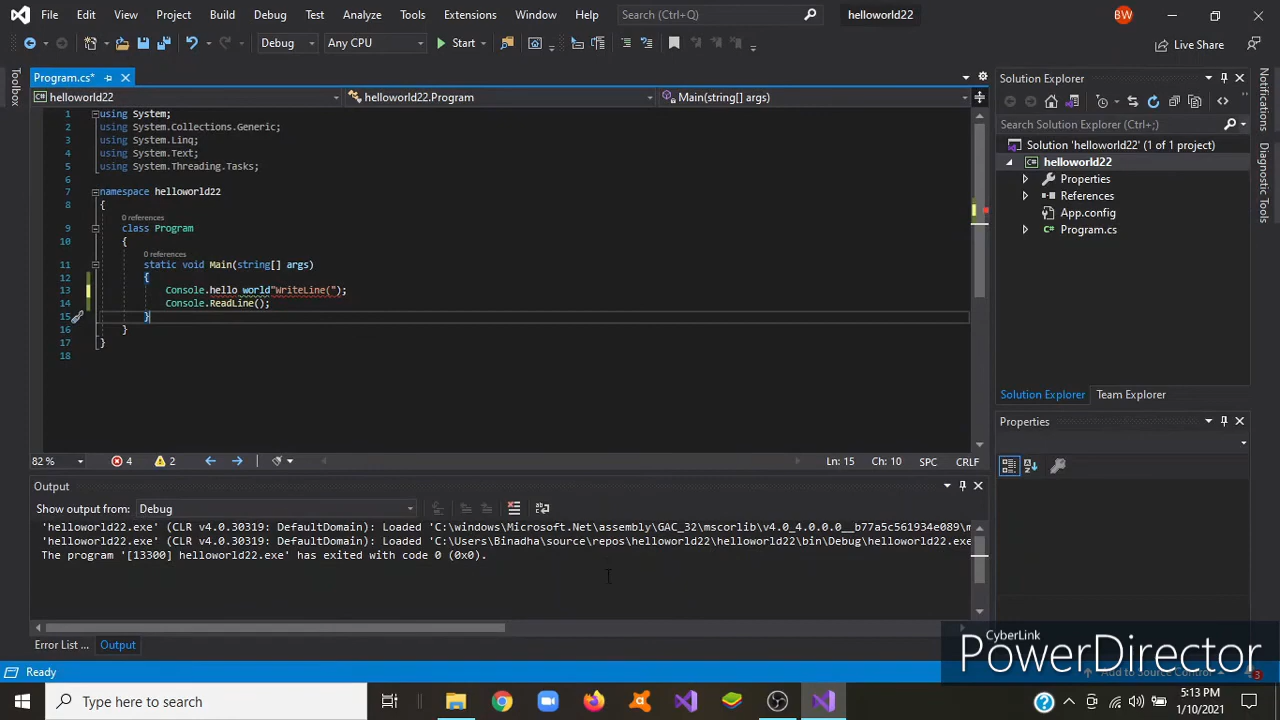 File Edit View Project Build Debug Test Analyze Tools Extensions Window Help Search (Ctrl+Q) helloworld22 BW
Debug Any CPU Start Live Share
Toolbox
Program.cs*
helloworld22 helloworld22.Program Main(string[] args)
1 using System;
2 using System.Collections.Generic;
3 using System.Linq;
4 using System.Text;
5 using System.Threading.Tasks;
6
7 namespace helloworld22
8 {
0 references
9 class Program
10 {
0 references
11 static void Main(string[] args)
12 {
13 Console.hello world"WriteLine(");
14 Console.ReadLine();
15 }
16 }
17 }
18
82 % 4 2 Ln: 15 Ch: 10 SPC CRLF
Output
Show output from: Debug
'helloworld22.exe' (CLR v4.0.30319: DefaultDomain): Loaded 'C:\windows\Microsoft.Net\assembly\GAC_32\mscorlib\v4.0_4.0.0.0__b77a5c561934e089\m
'helloworld22.exe' (CLR v4.0.30319: DefaultDomain): Loaded 'C:\Users\Binadha\source\repos\helloworld22\helloworld22\bin\Debug\helloworld22.exe
The program '[13300] helloworld22.exe' has exited with code 0 (0x0).
Error List ... Output
Solution Explorer
Search Solution Explorer (Ctrl+;)
Solution 'helloworld22' (1 of 1 project)
C# helloworld22
Properties
References
App.config
C# Program.cs
Solution Explorer Team Explorer
Properties
Notifications
Diagnostic Tools
CyberLink
PowerDirector
Ready Add to Source Control 3
Type here to search
5:13 PM
1/10/2021